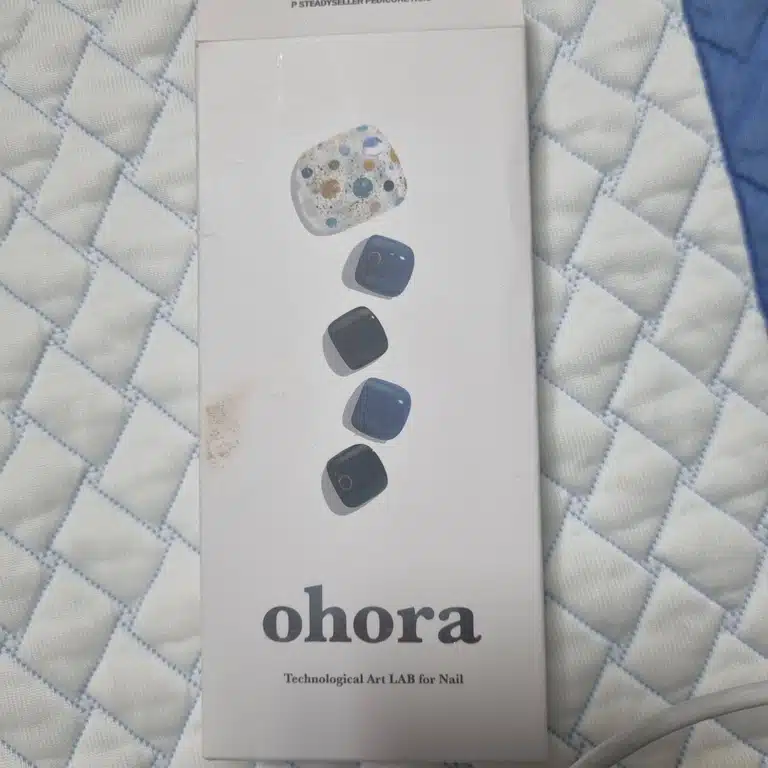 P STEADYSELLER PEDICURE
ohora
Technological Art LAB for Nail